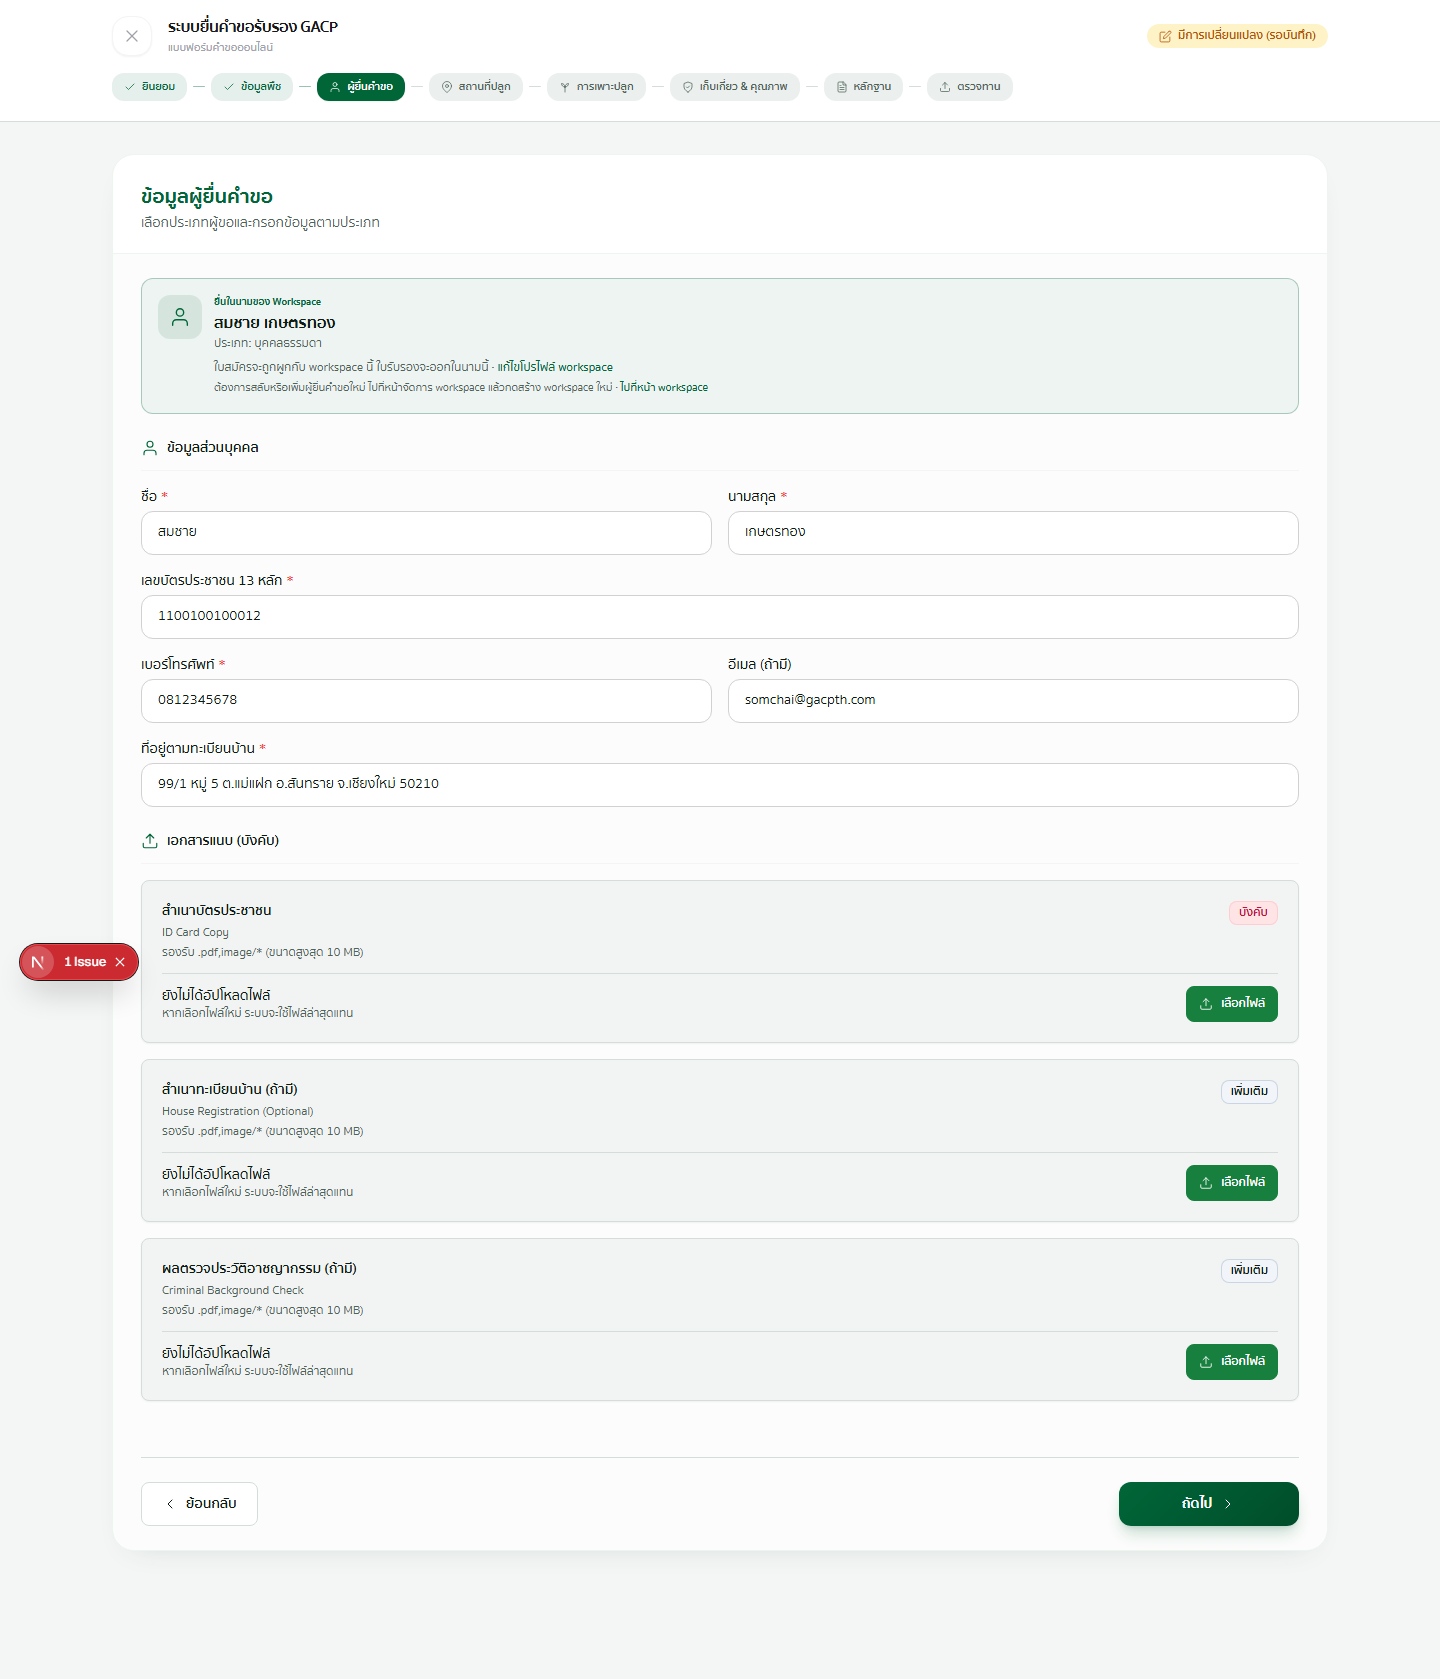 ระบบยื่นคำขอรับรอง GACP
แบบฟอร์มคำขอออนไลน์
มีการเปลี่ยนแปลง (รอบันทึก)
ยินยอม
ข้อมูลพืช
ผู้ยื่นคำขอ
สถานที่ปลูก
การเพาะปลูก
เก็บเกี่ยว & คุณภาพ
หลักฐาน
ตรวจทาน
ข้อมูลผู้ยื่นคำขอ
เลือกประเภทผู้ขอและกรอกข้อมูลตามประเภท
ยื่นในนามของ Workspace
สมชาย เกษตรทอง
ประเภท: บุคคลธรรมดา
ใบสมัครจะถูกผูกกับ workspace นี้ ใบรับรองจะออกในนามนี้ · แก้ไขโปรไฟล์ workspace
ต้องการสลับหรือเพิ่มผู้ยื่นคำขอใหม่ ไปที่หน้าจัดการ workspace แล้วกดสร้าง workspace ใหม่ · ไปที่หน้า workspace
ข้อมูลส่วนบุคคล
ชื่อ *
นามสกุล *
สมชาย
เกษตรทอง
เลขบัตรประชาชน 13 หลัก *
1100100100012
เบอร์โทรศัพท์ *
อีเมล (ถ้ามี)
0812345678
somchai@gacpth.com
ที่อยู่ตามทะเบียนบ้าน *
99/1 หมู่ 5 ต.แม่แฝก อ.สันทราย จ.เชียงใหม่ 50210
เอกสารแนบ (บังคับ)
สำเนาบัตรประชาชน
บังคับ
ID Card Copy
รองรับ .pdf,image/* (ขนาดสูงสุด 10 MB)
1 Issue
ยังไม่ได้อัปโหลดไฟล์
หากเลือกไฟล์ใหม่ ระบบจะใช้ไฟล์ล่าสุดแทน
เลือกไฟล์
สำเนาทะเบียนบ้าน (ถ้ามี)
เพิ่มเติม
House Registration (Optional)
รองรับ .pdf,image/* (ขนาดสูงสุด 10 MB)
ยังไม่ได้อัปโหลดไฟล์
หากเลือกไฟล์ใหม่ ระบบจะใช้ไฟล์ล่าสุดแทน
เลือกไฟล์
ผลตรวจประวัติอาชญากรรม (ถ้ามี)
เพิ่มเติม
Criminal Background Check
รองรับ .pdf,image/* (ขนาดสูงสุด 10 MB)
ยังไม่ได้อัปโหลดไฟล์
หากเลือกไฟล์ใหม่ ระบบจะใช้ไฟล์ล่าสุดแทน
เลือกไฟล์
ย้อนกลับ
ถัดไป